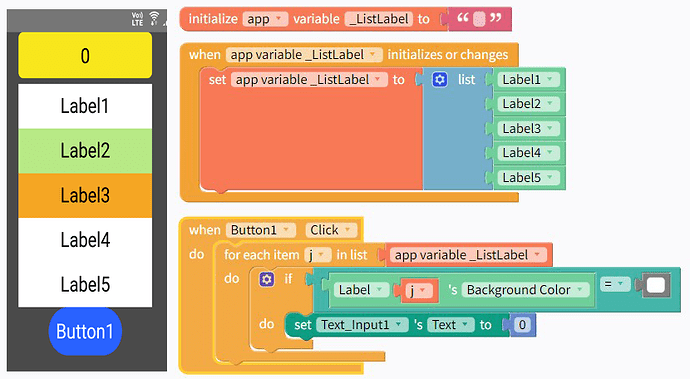 Vo)
LTE
0
Label1
Label2
Label3
Label4
Label5
Button1
initialize app variable _ListLabel to “ ”
when app variable _ListLabel initializes or changes
set app variable _ListLabel to list Label1
Label2
Label3
Label4
Label5
when Button1 Click
do for each item j in list app variable _ListLabel
do if Label j 's Background Color =
do set Text_Input1 's Text to 0